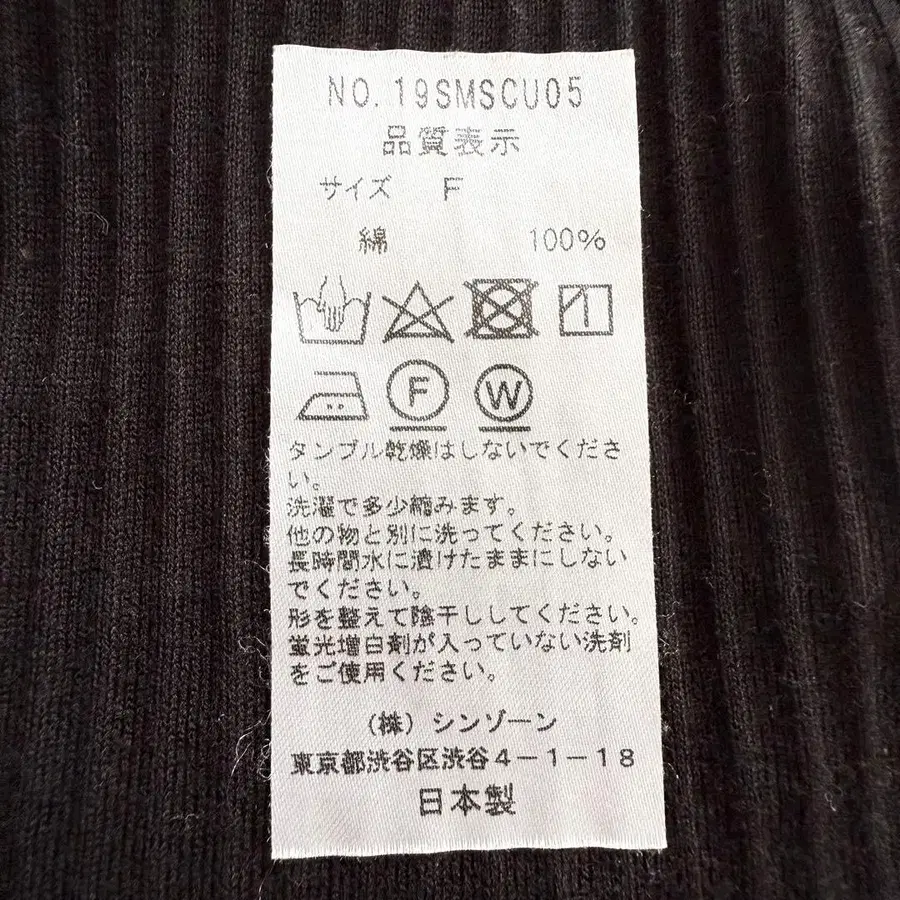 NO. 19SMSCU05
品質表示
サイズ F
綿 100%
F W
タンブル乾燥はしないでくださ
い。
洗濯で多少縮みます。
他の物と別に洗ってください。
長時間水に漬けたままにしない
でください。
形を整えて陰干ししてください。
蛍光増白剤が入っていない洗剤
をご使用ください。
（株）シンゾーン
東京都渋谷区渋谷4－1－18
日本製